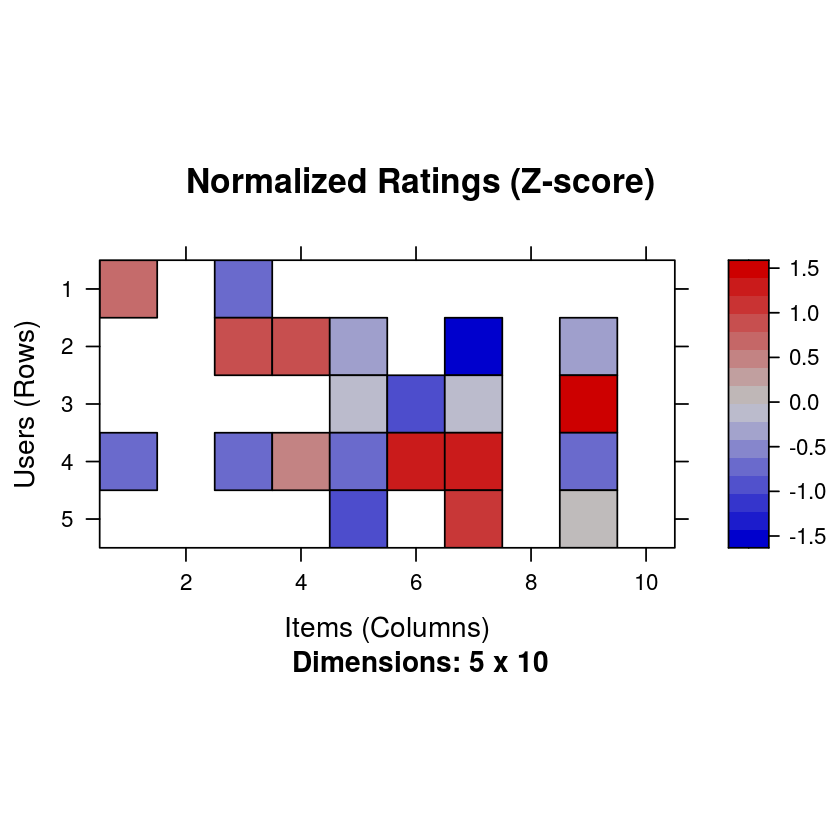 Normalized Ratings (Z-score)
Users (Rows)
1
2
3
4
5
2 4 6 8 10
Items (Columns)
Dimensions: 5 x 10
1.5
1.0
0.5
0.0
-0.5
-1.0
-1.5